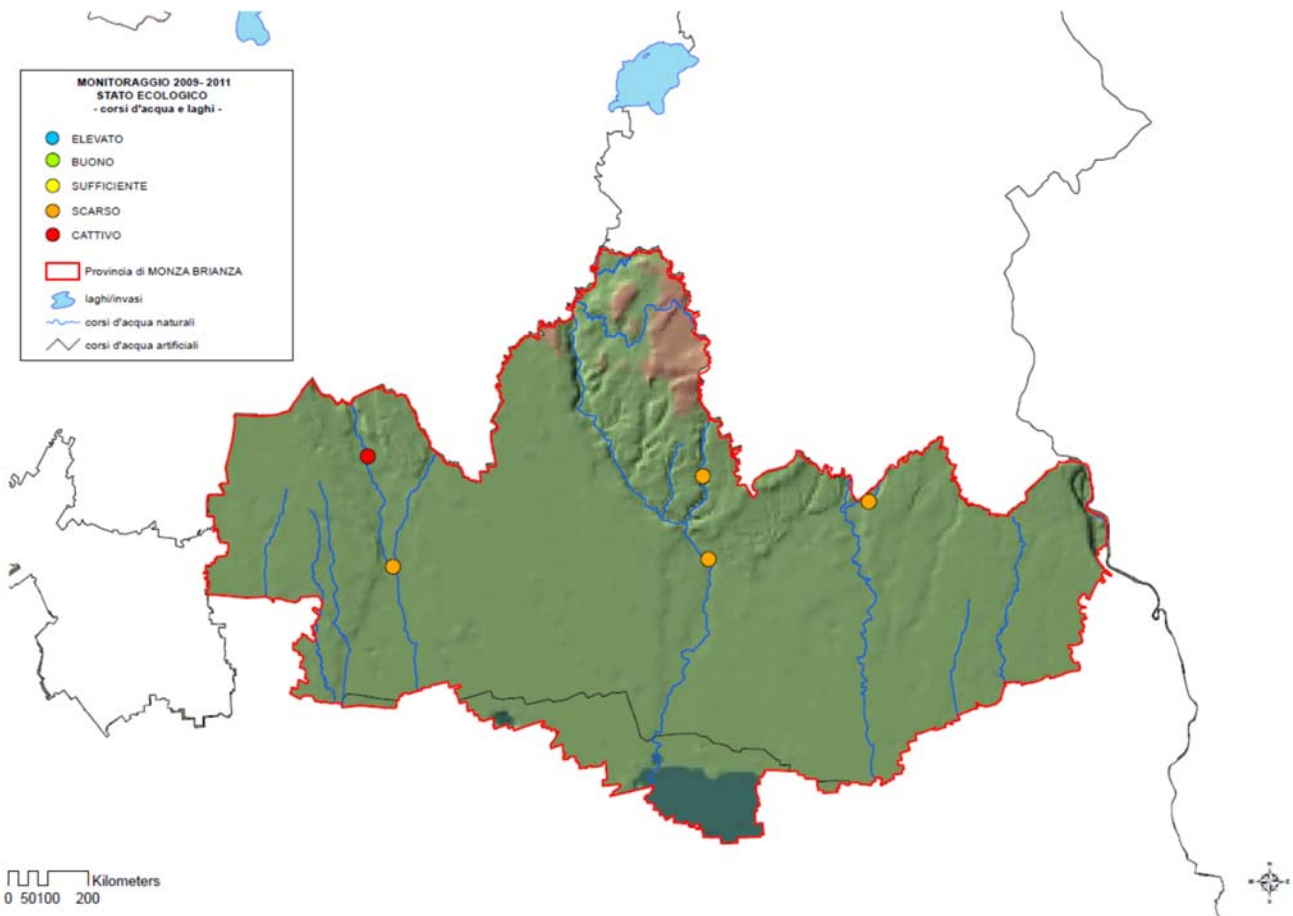 MONITORAGGIO 2009- 2011
STATO ECOLOGICO
- corsi d'acqua e laghi -
ELEVATO
BUONO
SUFFICIENTE
SCARSO
CATTIVO
Provincia di MONZA BRIANZA
laghi/invasi
corsi d'acqua naturali
corsi d'acqua artificiali
Kilometers
0 50100 200